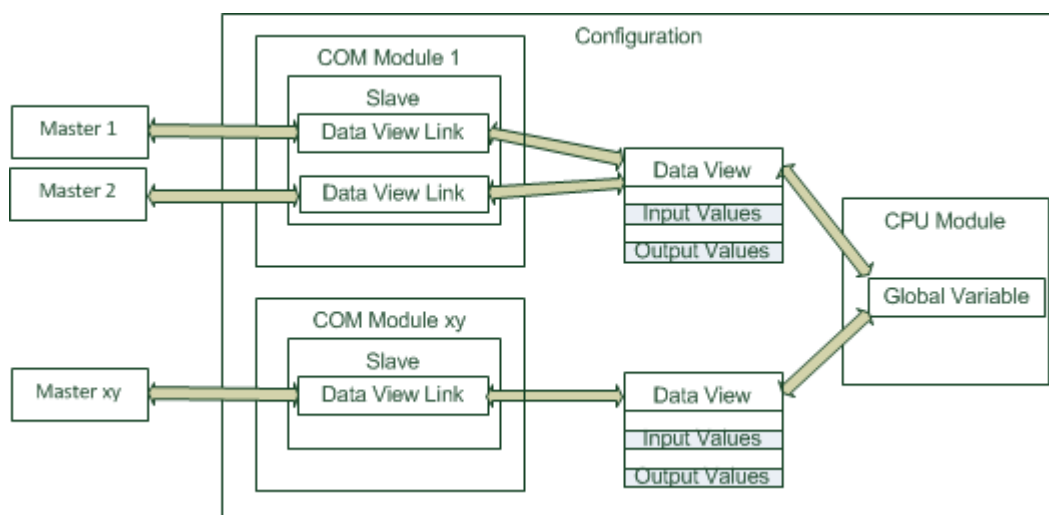 Configuration
COM Module 1
Slave
Master 1
Data View Link
Master 2
Data View Link
Data View
Input Values
Output Values
CPU Module
Global Variable
COM Module xy
Slave
Master xy
Data View Link
Data View
Input Values
Output Values